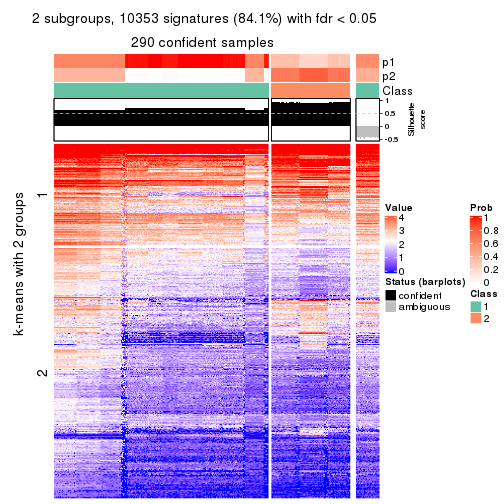 2 subgroups, 10353 signatures (84.1%) with fdr < 0.05
290 confident samples
p1
p2
Class
1
0.5
0
-0.5
Silhouette
score
k-means with 2 groups
1
2
Value
4
3
2
1
0
Status (barplots)
confident
ambiguous
Prob
1
0.8
0.6
0.4
0.2
0
Class
1
2